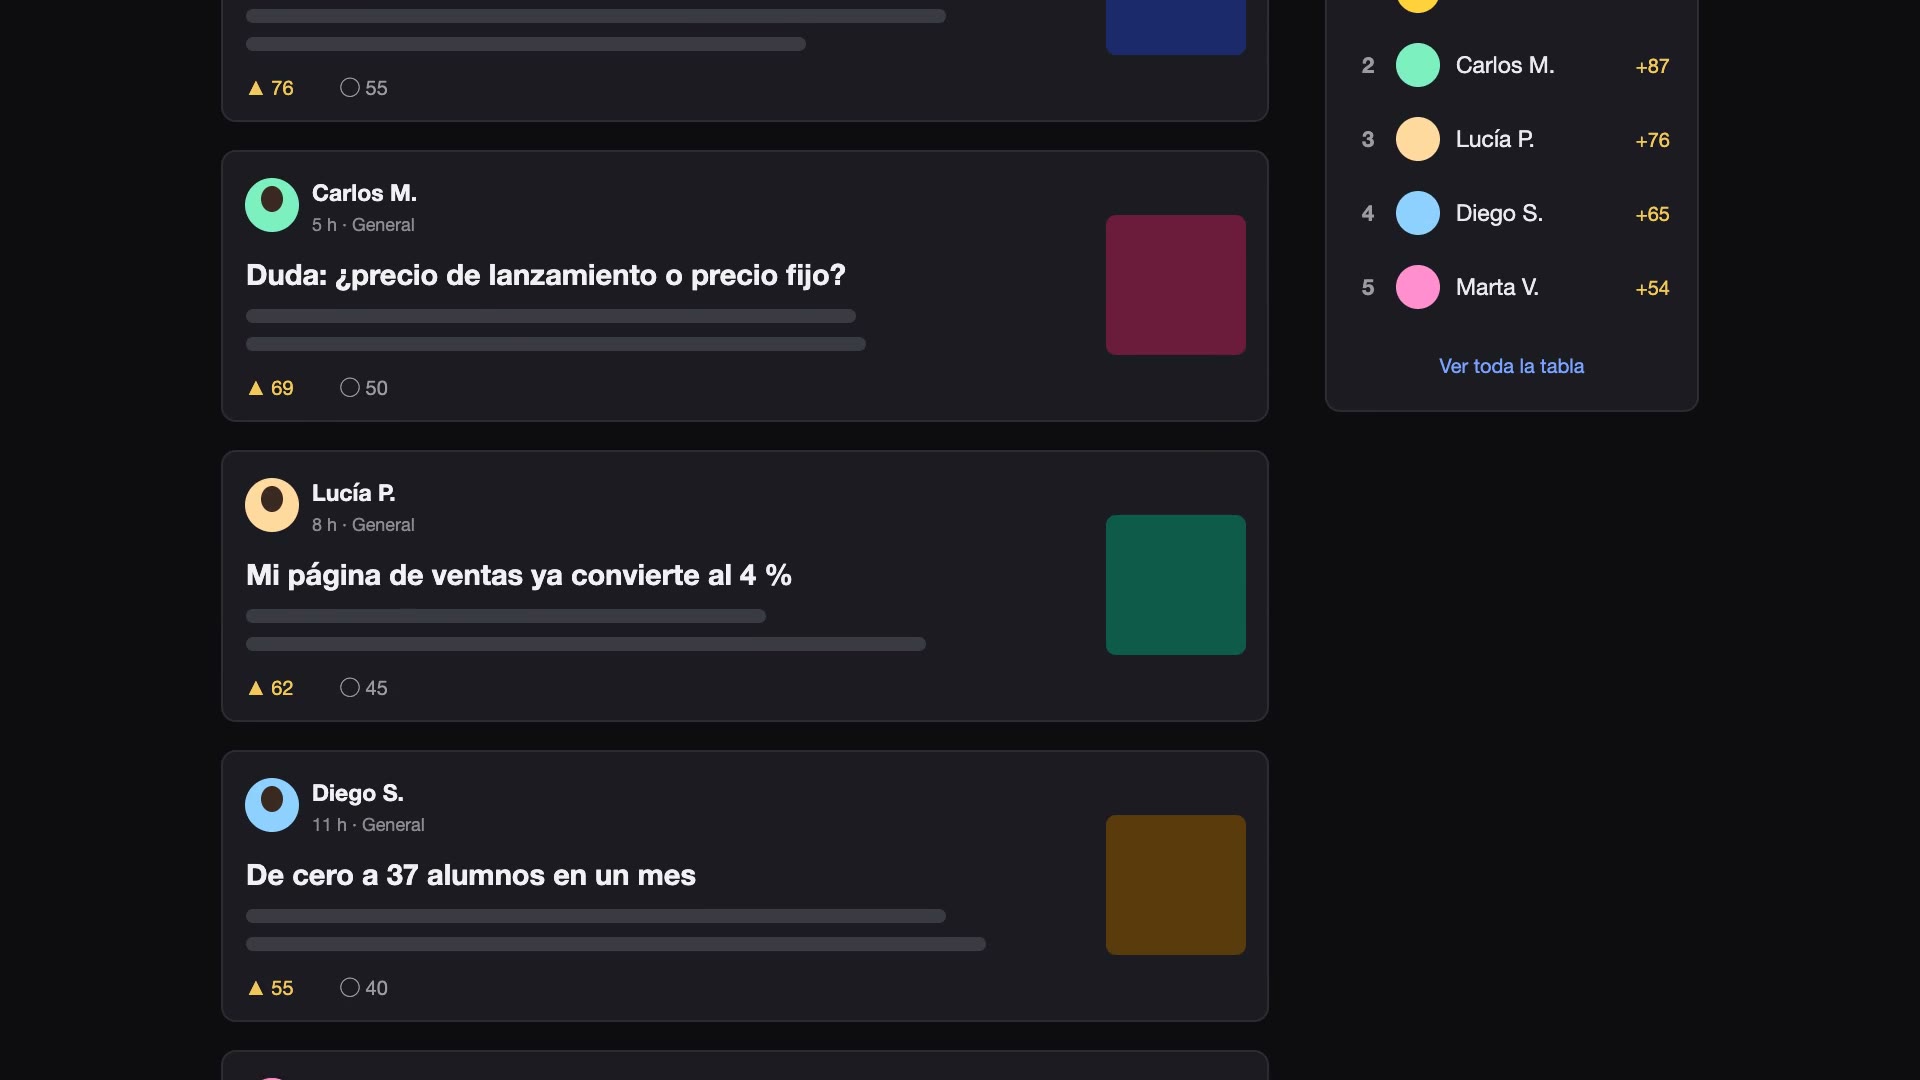 ▲ 76 ◯ 55
Carlos M.
5 h · General
Duda: ¿precio de lanzamiento o precio fijo?
▲ 69 ◯ 50
Lucía P.
8 h · General
Mi página de ventas ya convierte al 4 %
▲ 62 ◯ 45
Diego S.
11 h · General
De cero a 37 alumnos en un mes
▲ 55 ◯ 40
2 Carlos M. +87
3 Lucía P. +76
4 Diego S. +65
5 Marta V. +54
Ver toda la tabla